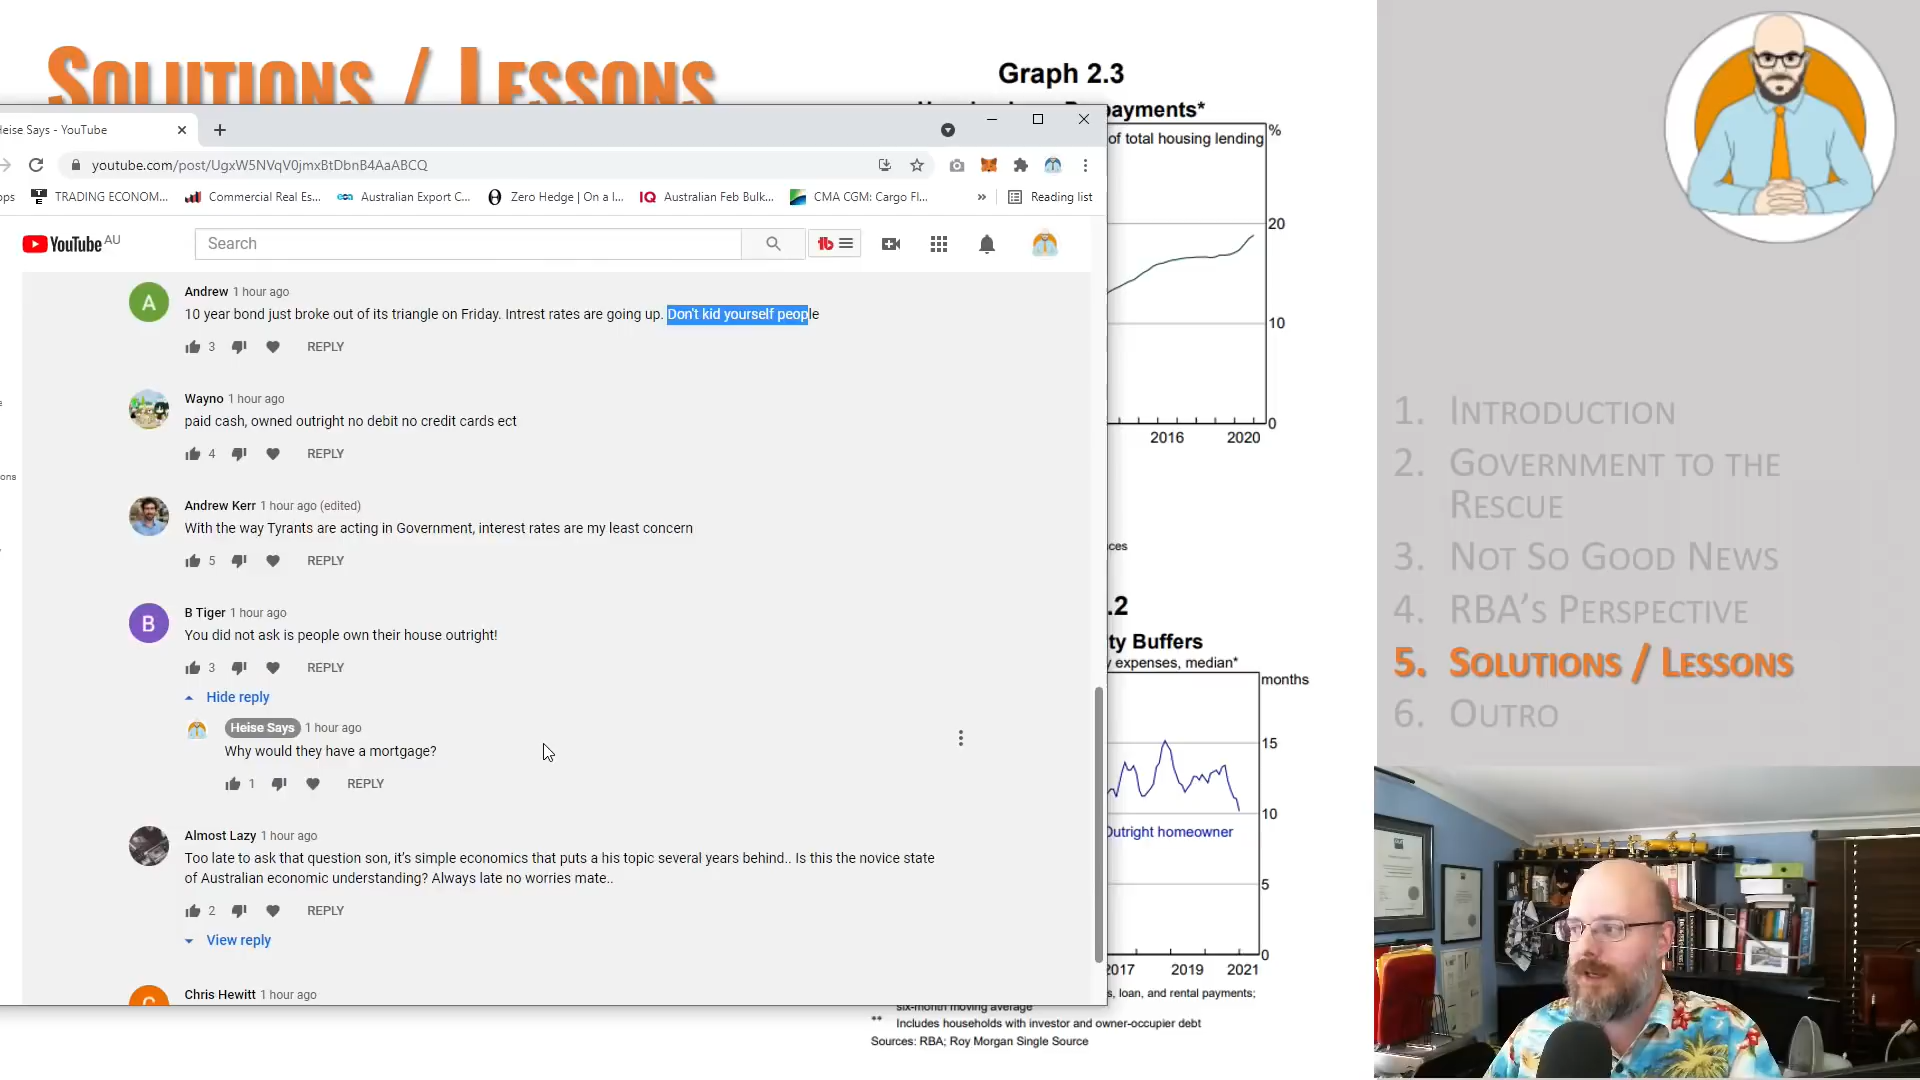 SOLUTIONS / LESSONS
Heise Says - YouTube
youtube.com/post/UgxW5NVqV0jmxBtDbnB4AaABCQ
TRADING ECONOM...
Commercial Real Es...
Australian Export C...
Zero Hedge | On a l...
IQ Australian Feb Bulk...
CMA CGM: Cargo Fl...
»
Reading list
YouTube AU
Search
Andrew 1 hour ago
10 year bond just broke out of its triangle on Friday. Intrest rates are going up. Don't kid yourself people
3 REPLY
Wayno 1 hour ago
paid cash, owned outright no debit no credit cards ect
4 REPLY
Andrew Kerr 1 hour ago (edited)
With the way Tyrants are acting in Government, interest rates are my least concern
5 REPLY
B
B Tiger 1 hour ago
You did not ask is people own their house outright!
3 REPLY
Hide reply
Heise Says 1 hour ago
Why would they have a mortgage?
1 REPLY
Almost Lazy 1 hour ago
Too late to ask that question son, it's simple economics that puts a his topic several years behind.. Is this the novice state
of Australian economic understanding? Always late no worries mate..
2 REPLY
View reply
Chris Hewitt 1 hour ago
Graph 2.3
ayments*
of total housing lending
%
20
10
0
2016 2020
ces
.2
ty Buffers
y expenses, median*
months
15
10
Outright homeowner
5
0
2017 2019 2021
s, loan, and rental payments;
six-month moving average
** Includes households with investor and owner-occupier debt
Sources: RBA; Roy Morgan Single Source
1. INTRODUCTION
2. GOVERNMENT TO THE
RESCUE
3. NOT SO GOOD NEWS
4. RBA'S PERSPECTIVE
5. SOLUTIONS / LESSONS
6. OUTRO